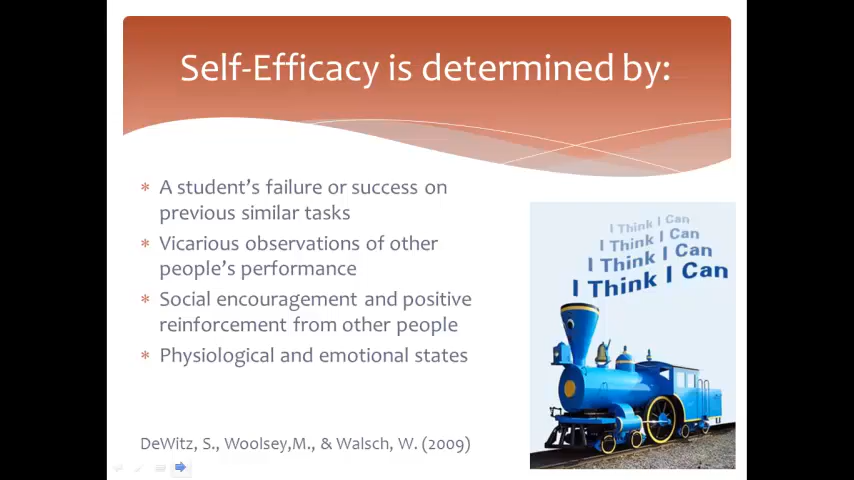 Self-Efficacy is determined by:
* A student's failure or success on
previous similar tasks
* Vicarious observations of other
people's performance
* Social encouragement and positive
reinforcement from other people
* Physiological and emotional states
DeWitz, S., Woolsey,M., & Walsch, W. (2009)
I Think I Can
I Think I Can
I Think I Can
I Think I Can